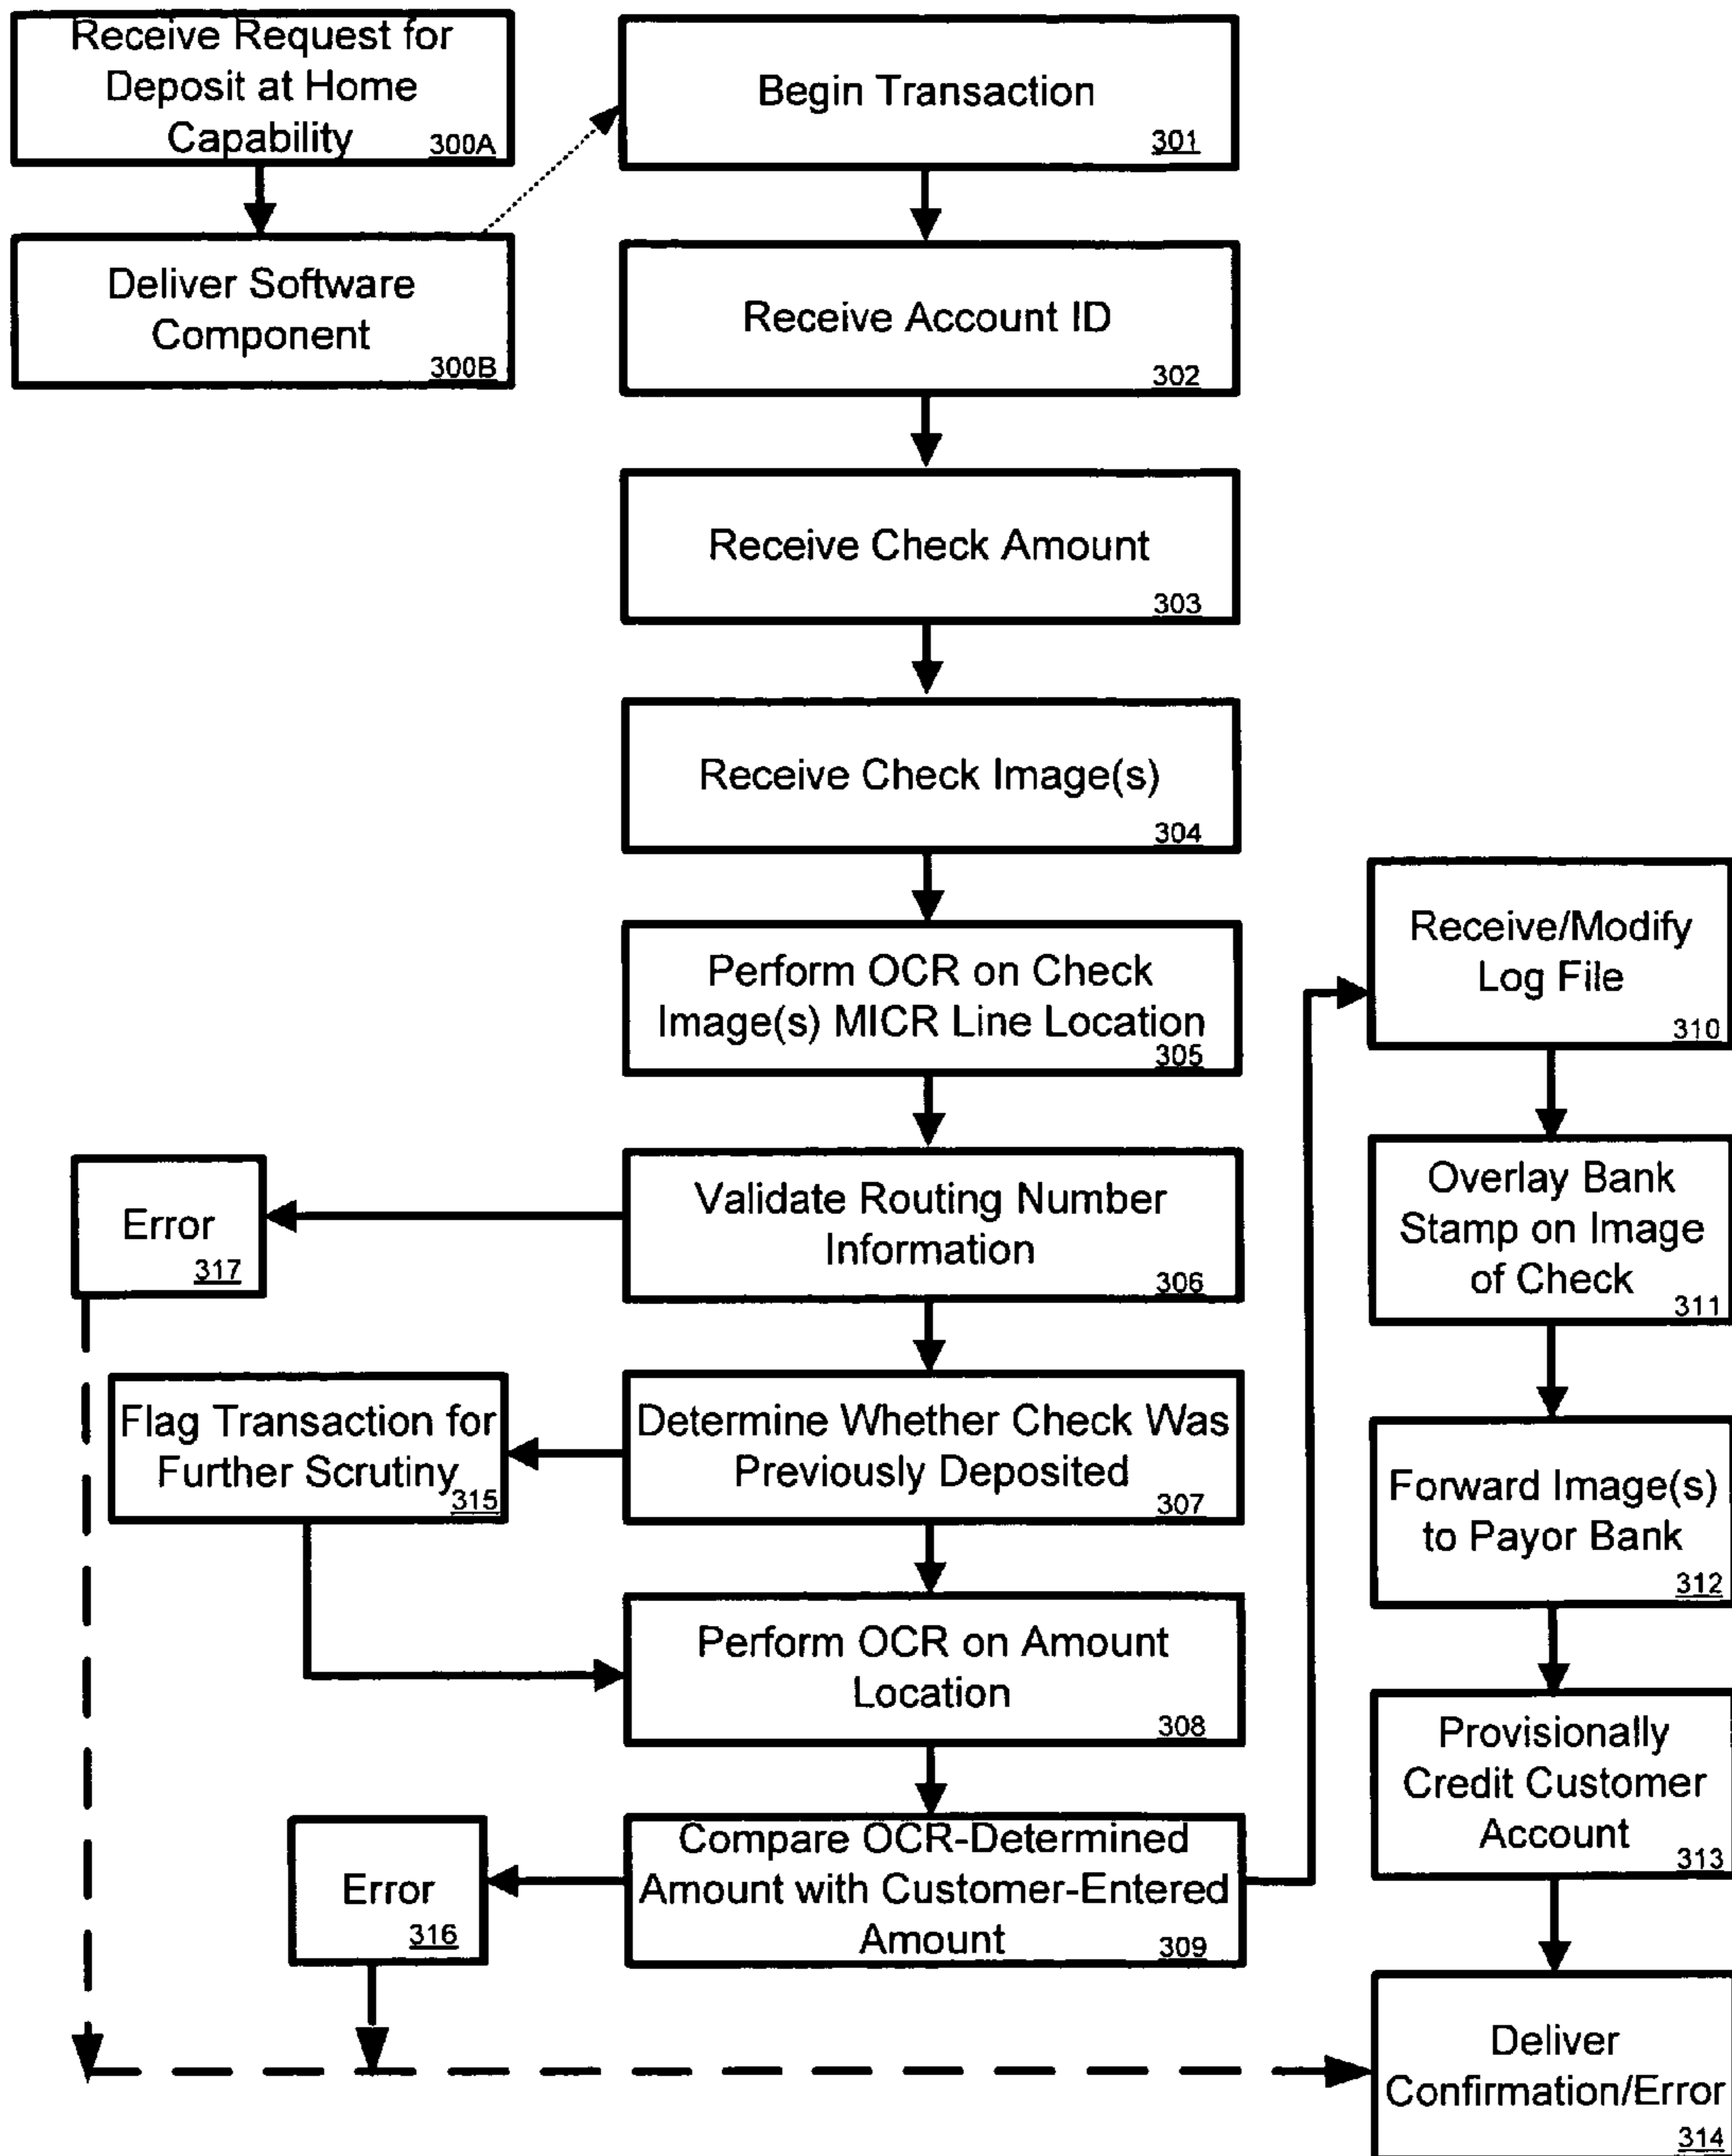 Receive Request for
Deposit at Home
Capability
300A
Deliver Software
Component
300B
Begin Transaction
301
Receive Account ID
302
Receive Check Amount
303
Receive Check Image(s)
304
Perform OCR on Check
Image(s) MICR Line Location
305
Validate Routing Number
Information
306
Error
317
Determine Whether Check Was
Previously Deposited
307
Flag Transaction for
Further Scrutiny
315
Perform OCR on Amount
Location
308
Compare OCR-Determined
Amount with Customer-Entered
Amount
309
Error
316
Receive/Modify
Log File
310
Overlay Bank
Stamp on Image
of Check
311
Forward Image(s)
to Payor Bank
312
Provisionally
Credit Customer
Account
313
Deliver
Confirmation/Error
314